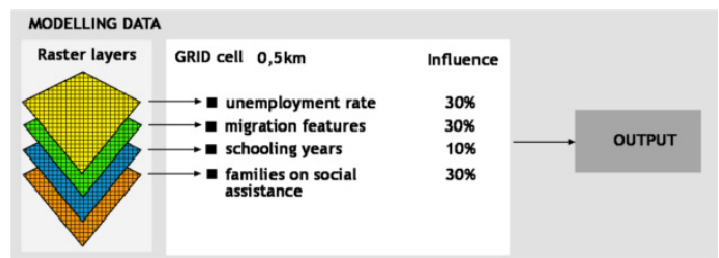 MODELLING DATA
Raster layers
GRID cell 0,5km
Influence
■ unemployment rate 30%
■ migration features 30%
■ schooling years 10%
■ families on social 30%
assistance
OUTPUT